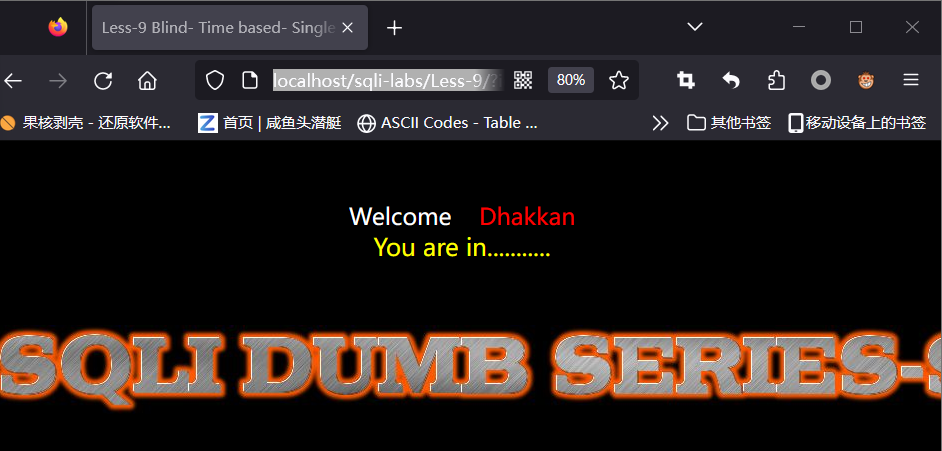 Less-9 Blind- Time based- Single
localhost/sqli-labs/Less-9/?
80%
果核剥壳 - 还原软件...
首页 | 咸鱼头潜艇
ASCII Codes - Table ...
其他书签
移动设备上的书签
Welcome Dhakkan
You are in...........
SQLI DUMB SERIES-